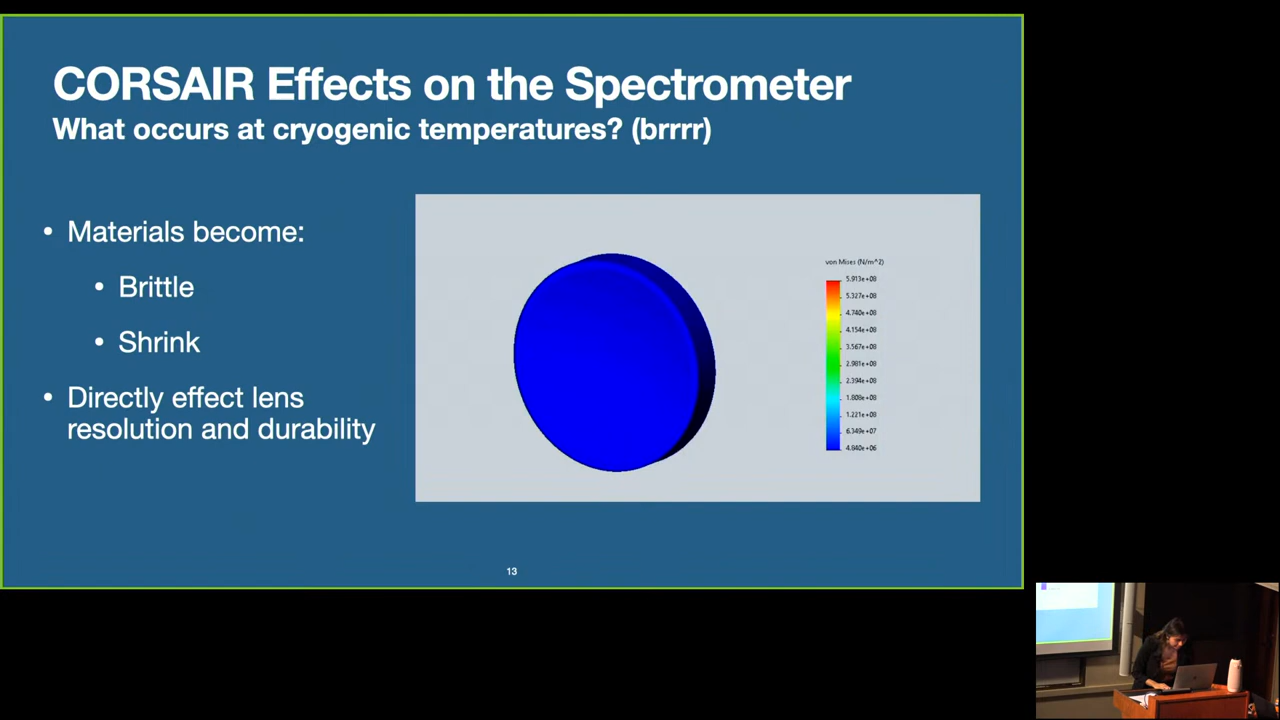 CORSAIR Effects on the Spectrometer
What occurs at cryogenic temperatures? (brrrr)
• Materials become:
• Brittle
• Shrink
• Directly effect lens
resolution and durability
von Mises (N/m^2)
5.913e+08
5.327e+08
4.740e+08
4.154e+08
3.567e+08
2.981e+08
2.394e+08
1.808e+08
1.221e+08
6.349e+07
4.840e+06
13